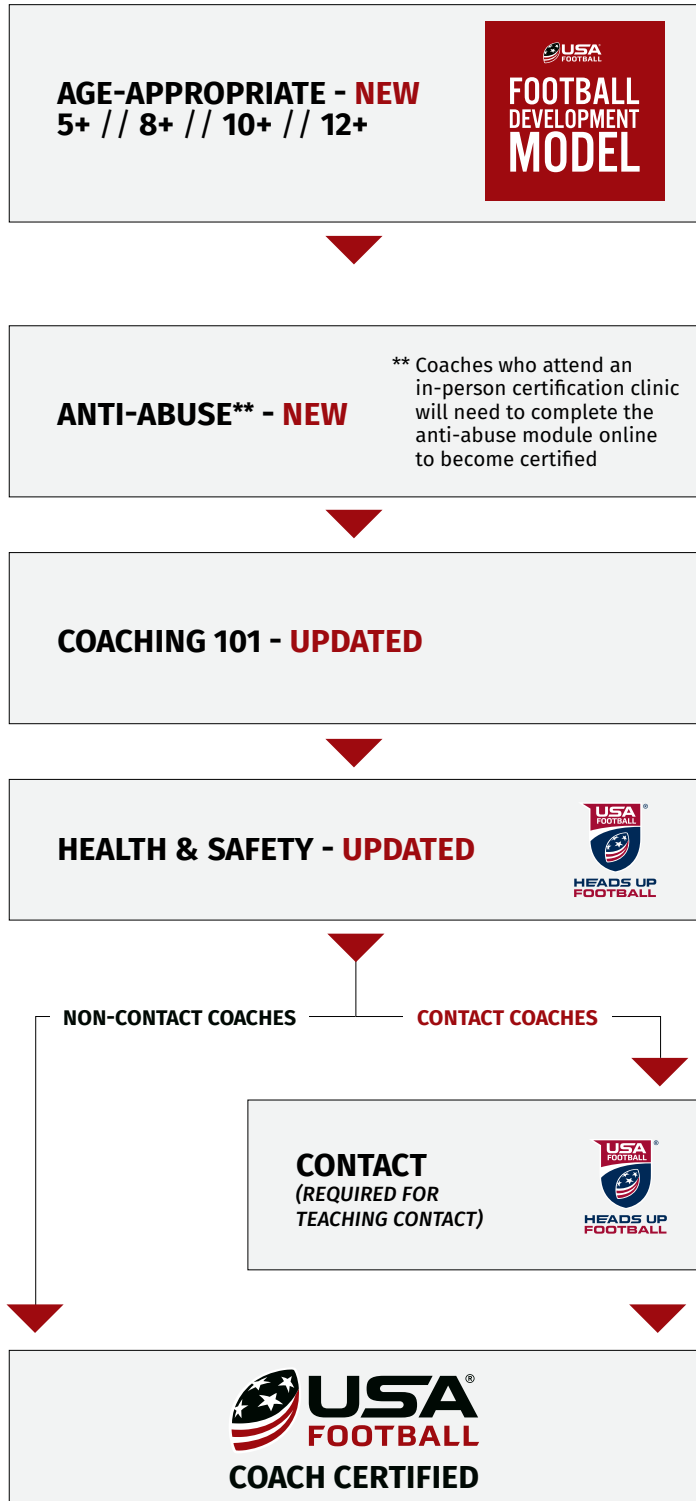 USA
FOOTBALL
FOOTBALL
DEVELOPMENT
MODEL
AGE-APPROPRIATE - NEW
5+ // 8+ // 10+ // 12+
ANTI-ABUSE** - NEW
** Coaches who attend an
in-person certification clinic
will need to complete the
anti-abuse module online
to become certified
COACHING 101 - UPDATED
HEALTH & SAFETY - UPDATED
USA ®
FOOTBALL
HEADS UP
FOOTBALL
NON-CONTACT COACHES
CONTACT COACHES
CONTACT
(REQUIRED FOR
TEACHING CONTACT)
USA ®
FOOTBALL
HEADS UP
FOOTBALL
USA ®
FOOTBALL
COACH CERTIFIED